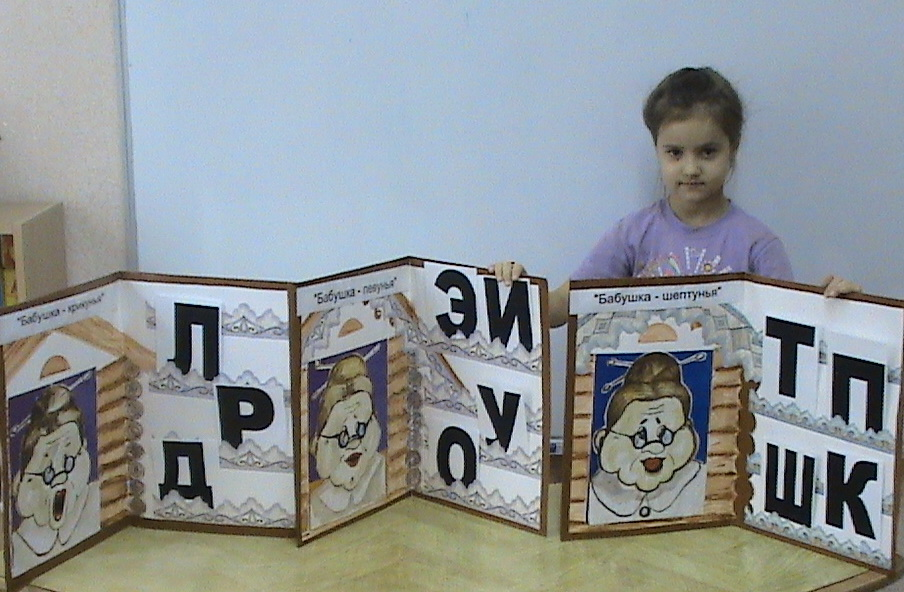 "Бабушка - крикунья"
Л
Р
Д
"Бабушка - певунья"
Э И
У
О
"Бабушка - шептунья"
Т П
Ш К